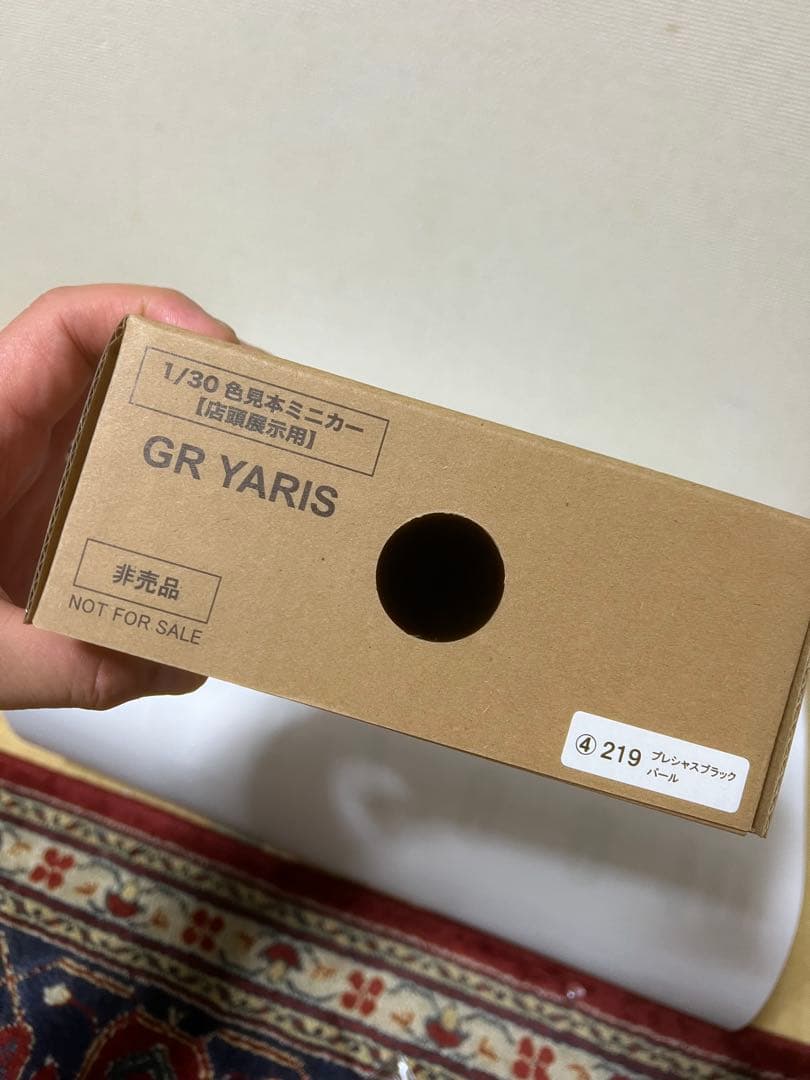 1/30 色見本ミニカー
【店頭展示用】
GR YARIS
非売品
NOT FOR SALE
④ 219 プレシャスブラック
パール